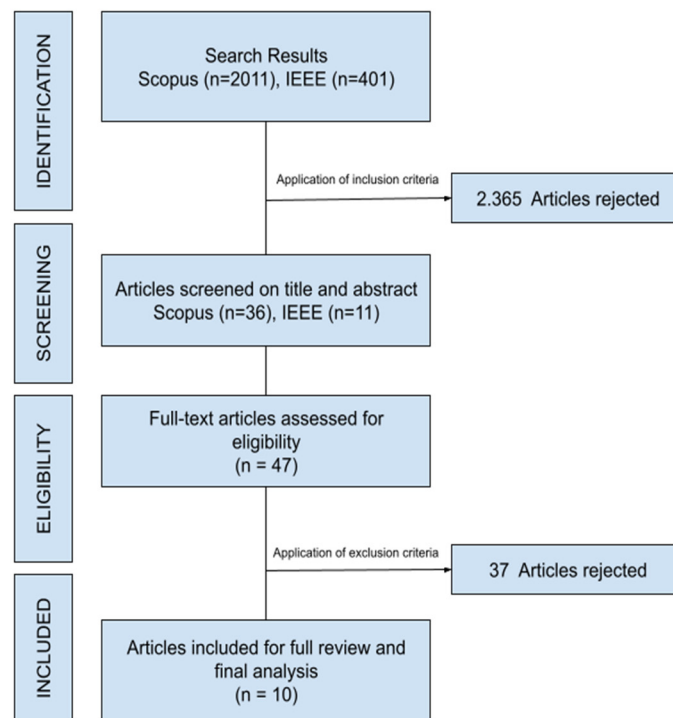 IDENTIFICATION
Search Results
Scopus (n=2011), IEEE (n=401)
Application of inclusion criteria
2.365 Articles rejected
SCREENING
Articles screened on title and abstract
Scopus (n=36), IEEE (n=11)
ELIGIBILITY
Full-text articles assessed for
eligibility
(n = 47)
Application of exclusion criteria
37 Articles rejected
INCLUDED
Articles included for full review and
final analysis
(n = 10)